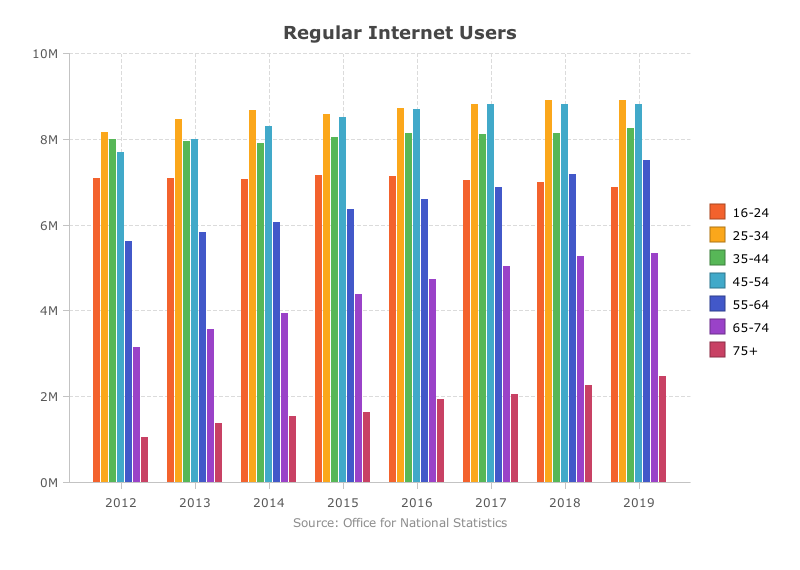 Regular Internet Users
10M
8M
6M
4M
2M
0M
2012 2013 2014 2015 2016 2017 2018 2019
Source: Office for National Statistics
16-24
25-34
35-44
45-54
55-64
65-74
75+